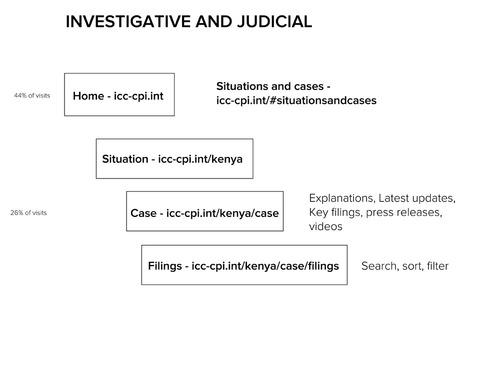 INVESTIGATIVE AND JUDICIAL
44% of visits
Home - icc-cpi.int
Situations and cases -
icc-cpi.int/#situationsandcases
Situation - icc-cpi.int/kenya
26% of visits
Case - icc-cpi.int/kenya/case
Explanations, Latest updates,
Key filings, press releases,
videos
Filings - icc-cpi.int/kenya/case/filings
Search, sort, filter